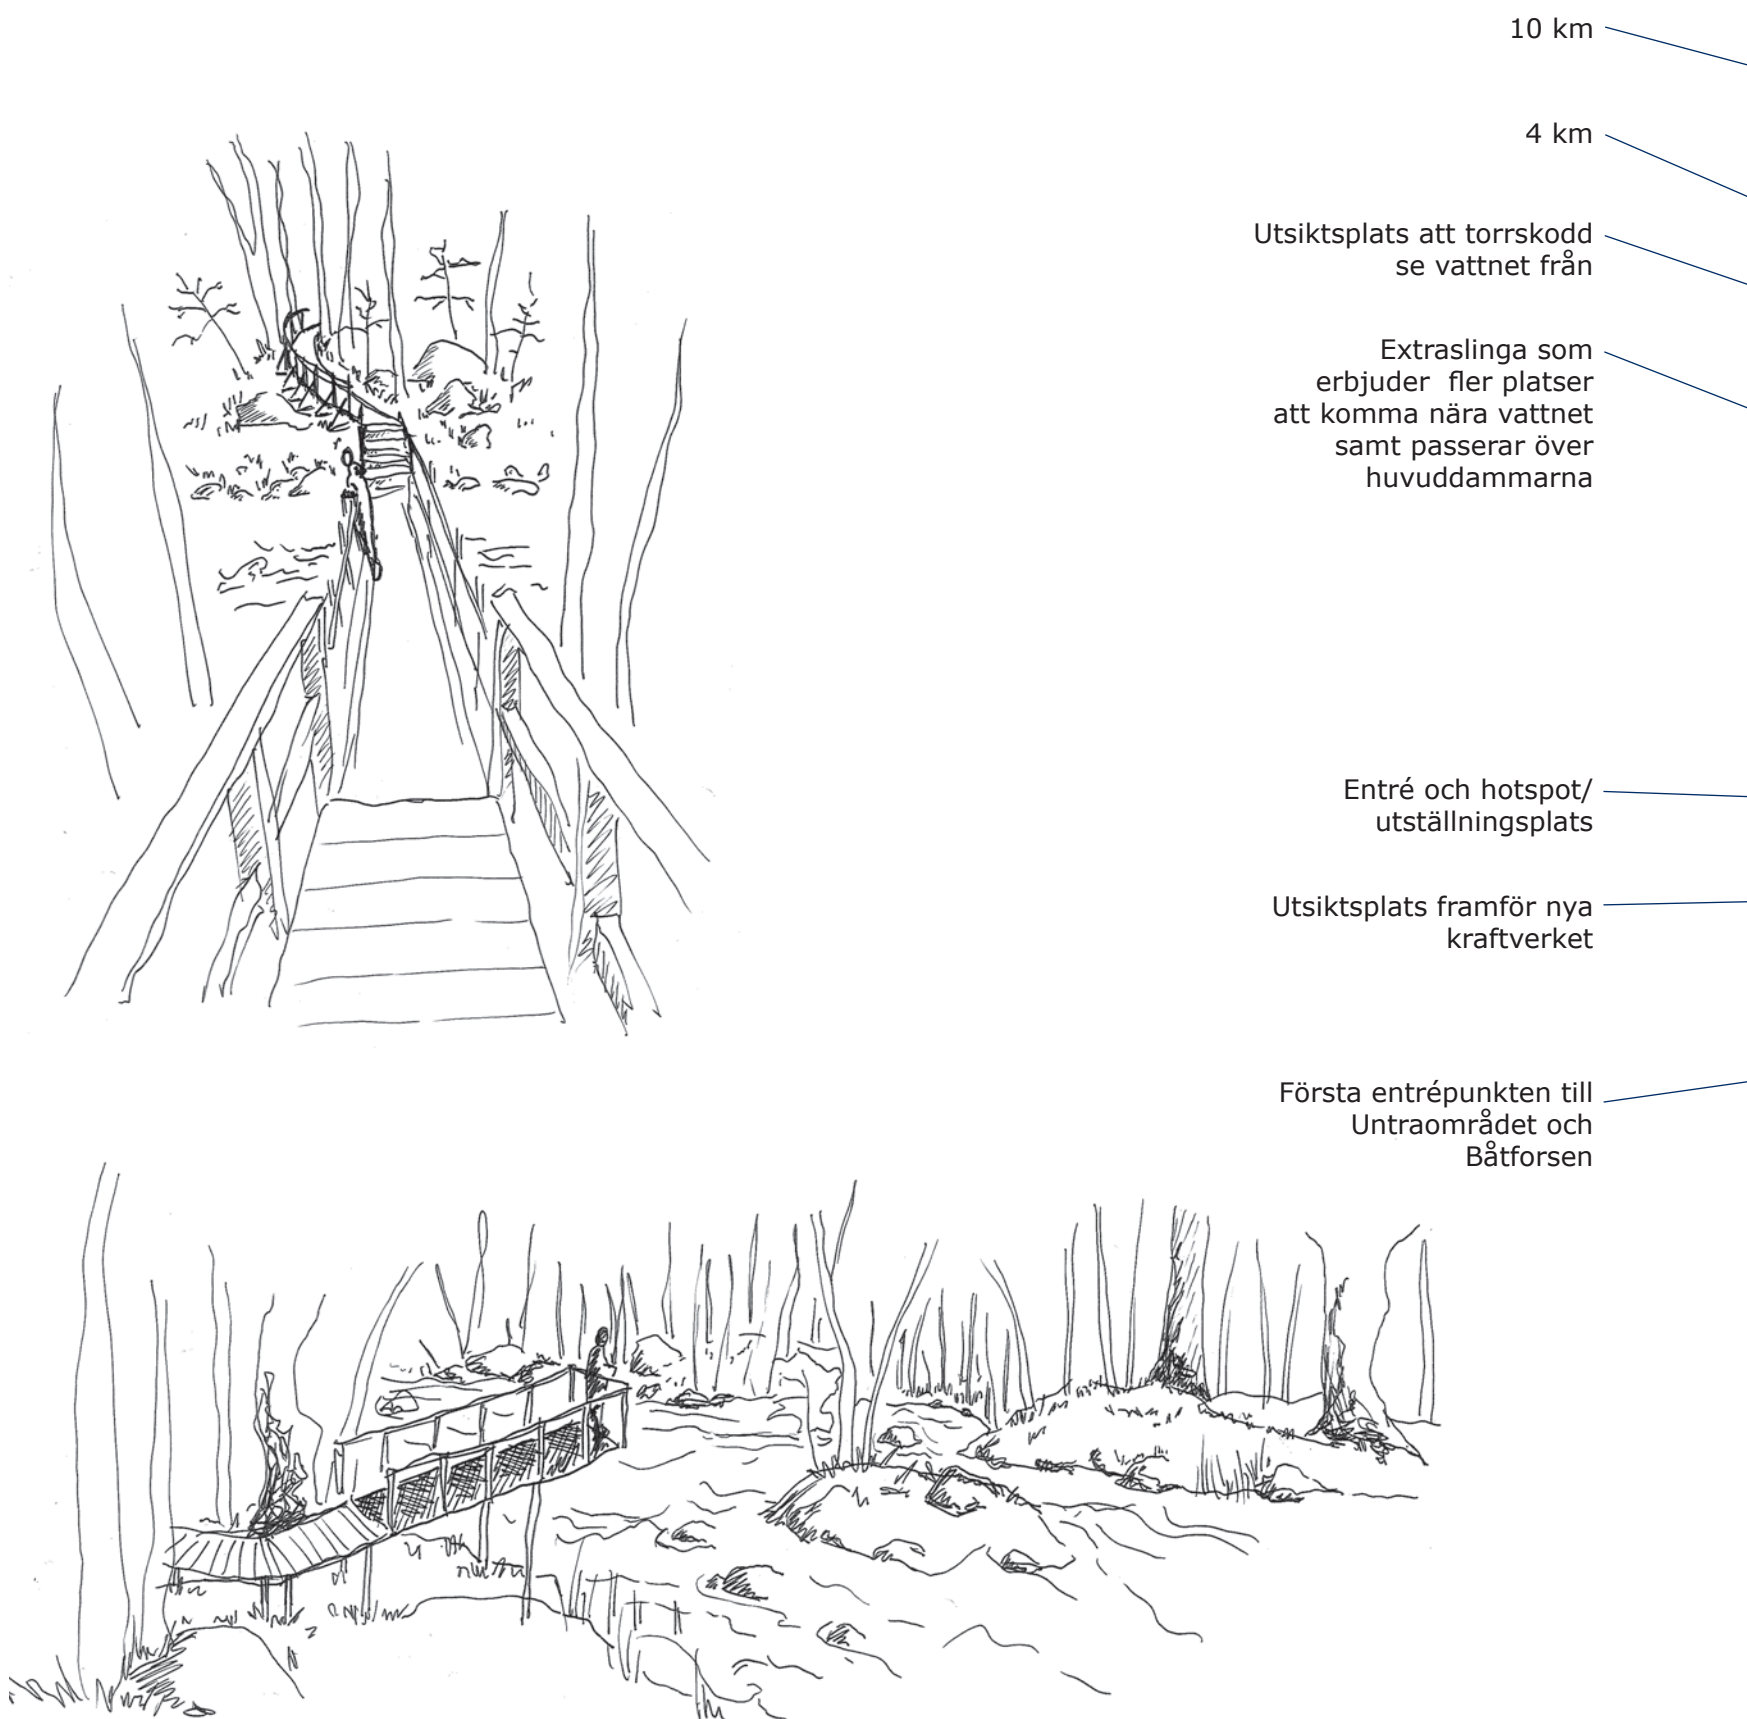 10 km
4 km
Utsiktsplats att torrskodd
se vattnet från
Extraslinga som
erbjuder fler platser
att komma nära vattnet
samt passerar över
huvuddammarna
Entré och hotspot/
utställningsplats
Utsiktsplats framför nya
kraftverket
Första entrépunkten till
Untraområdet och
Båtforsen